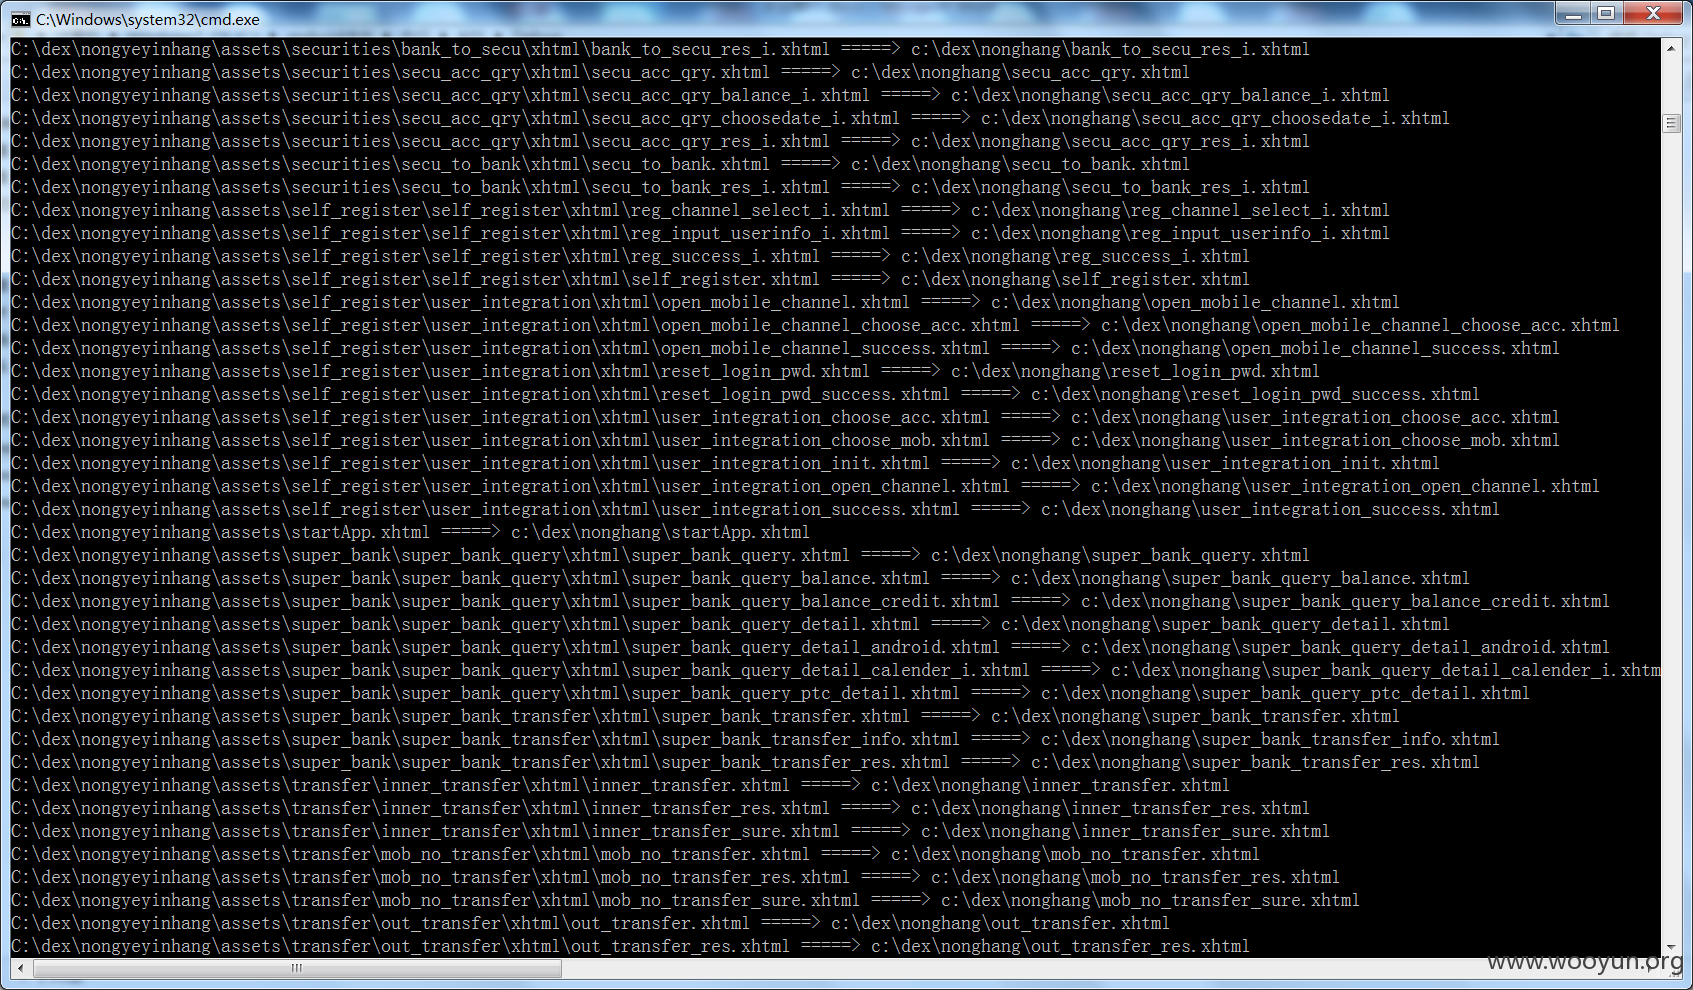 C:\Windows\system32\cmd.exe
C:\dex\nongyeyinhang\assets\securities\bank_to_secu\xhtml\bank_to_secu_res_i.xhtml =====> c:\dex\nonghang\bank_to_secu_res_i.xhtml
C:\dex\nongyeyinhang\assets\securities\secu_acc_qry\xhtml\secu_acc_qry.xhtml =====> c:\dex\nonghang\secu_acc_qry.xhtml
C:\dex\nongyeyinhang\assets\securities\secu_acc_qry\xhtml\secu_acc_qry_balance_i.xhtml =====> c:\dex\nonghang\secu_acc_qry_balance_i.xhtml
C:\dex\nongyeyinhang\assets\securities\secu_acc_qry\xhtml\secu_acc_qry_choosedate_i.xhtml =====> c:\dex\nonghang\secu_acc_qry_choosedate_i.xhtml
C:\dex\nongyeyinhang\assets\securities\secu_acc_qry\xhtml\secu_acc_qry_res_i.xhtml =====> c:\dex\nonghang\secu_acc_qry_res_i.xhtml
C:\dex\nongyeyinhang\assets\securities\secu_to_bank\xhtml\secu_to_bank.xhtml =====> c:\dex\nonghang\secu_to_bank.xhtml
C:\dex\nongyeyinhang\assets\securities\secu_to_bank\xhtml\secu_to_bank_res_i.xhtml =====> c:\dex\nonghang\secu_to_bank_res_i.xhtml
C:\dex\nongyeyinhang\assets\self_register\self_register\xhtml\reg_channel_select_i.xhtml =====> c:\dex\nonghang\reg_channel_select_i.xhtml
C:\dex\nongyeyinhang\assets\self_register\self_register\xhtml\reg_input_userinfo_i.xhtml =====> c:\dex\nonghang\reg_input_userinfo_i.xhtml
C:\dex\nongyeyinhang\assets\self_register\self_register\xhtml\reg_success_i.xhtml =====> c:\dex\nonghang\reg_success_i.xhtml
C:\dex\nongyeyinhang\assets\self_register\self_register\xhtml\self_register.xhtml =====> c:\dex\nonghang\self_register.xhtml
C:\dex\nongyeyinhang\assets\self_register\user_integration\xhtml\open_mobile_channel.xhtml =====> c:\dex\nonghang\open_mobile_channel.xhtml
C:\dex\nongyeyinhang\assets\self_register\user_integration\xhtml\open_mobile_channel_choose_acc.xhtml =====> c:\dex\nonghang\open_mobile_channel_choose_acc.xhtml
C:\dex\nongyeyinhang\assets\self_register\user_integration\xhtml\open_mobile_channel_success.xhtml =====> c:\dex\nonghang\open_mobile_channel_success.xhtml
C:\dex\nongyeyinhang\assets\self_register\user_integration\xhtml\reset_login_pwd.xhtml =====> c:\dex\nonghang\reset_login_pwd.xhtml
C:\dex\nongyeyinhang\assets\self_register\user_integration\xhtml\reset_login_pwd_success.xhtml =====> c:\dex\nonghang\reset_login_pwd_success.xhtml
C:\dex\nongyeyinhang\assets\self_register\user_integration\xhtml\user_integration_choose_acc.xhtml =====> c:\dex\nonghang\user_integration_choose_acc.xhtml
C:\dex\nongyeyinhang\assets\self_register\user_integration\xhtml\user_integration_choose_mob.xhtml =====> c:\dex\nonghang\user_integration_choose_mob.xhtml
C:\dex\nongyeyinhang\assets\self_register\user_integration\xhtml\user_integration_init.xhtml =====> c:\dex\nonghang\user_integration_init.xhtml
C:\dex\nongyeyinhang\assets\self_register\user_integration\xhtml\user_integration_open_channel.xhtml =====> c:\dex\nonghang\user_integration_open_channel.xhtml
C:\dex\nongyeyinhang\assets\self_register\user_integration\xhtml\user_integration_success.xhtml =====> c:\dex\nonghang\user_integration_success.xhtml
C:\dex\nongyeyinhang\assets\startApp.xhtml =====> c:\dex\nonghang\startApp.xhtml
C:\dex\nongyeyinhang\assets\super_bank\super_bank_query\xhtml\super_bank_query.xhtml =====> c:\dex\nonghang\super_bank_query.xhtml
C:\dex\nongyeyinhang\assets\super_bank\super_bank_query\xhtml\super_bank_query_balance.xhtml =====> c:\dex\nonghang\super_bank_query_balance.xhtml
C:\dex\nongyeyinhang\assets\super_bank\super_bank_query\xhtml\super_bank_query_balance_credit.xhtml =====> c:\dex\nonghang\super_bank_query_balance_credit.xhtml
C:\dex\nongyeyinhang\assets\super_bank\super_bank_query\xhtml\super_bank_query_detail.xhtml =====> c:\dex\nonghang\super_bank_query_detail.xhtml
C:\dex\nongyeyinhang\assets\super_bank\super_bank_query\xhtml\super_bank_query_detail_android.xhtml =====> c:\dex\nonghang\super_bank_query_detail_android.xhtml
C:\dex\nongyeyinhang\assets\super_bank\super_bank_query\xhtml\super_bank_query_detail_calender_i.xhtml =====> c:\dex\nonghang\super_bank_query_detail_calender_i.xhtm
C:\dex\nongyeyinhang\assets\super_bank\super_bank_query\xhtml\super_bank_query_ptc_detail.xhtml =====> c:\dex\nonghang\super_bank_query_ptc_detail.xhtml
C:\dex\nongyeyinhang\assets\super_bank\super_bank_transfer\xhtml\super_bank_transfer.xhtml =====> c:\dex\nonghang\super_bank_transfer.xhtml
C:\dex\nongyeyinhang\assets\super_bank\super_bank_transfer\xhtml\super_bank_transfer_info.xhtml =====> c:\dex\nonghang\super_bank_transfer_info.xhtml
C:\dex\nongyeyinhang\assets\super_bank\super_bank_transfer\xhtml\super_bank_transfer_res.xhtml =====> c:\dex\nonghang\super_bank_transfer_res.xhtml
C:\dex\nongyeyinhang\assets\transfer\inner_transfer\xhtml\inner_transfer.xhtml =====> c:\dex\nonghang\inner_transfer.xhtml
C:\dex\nongyeyinhang\assets\transfer\inner_transfer\xhtml\inner_transfer_res.xhtml =====> c:\dex\nonghang\inner_transfer_res.xhtml
C:\dex\nongyeyinhang\assets\transfer\inner_transfer\xhtml\inner_transfer_sure.xhtml =====> c:\dex\nonghang\inner_transfer_sure.xhtml
C:\dex\nongyeyinhang\assets\transfer\mob_no_transfer\xhtml\mob_no_transfer.xhtml =====> c:\dex\nonghang\mob_no_transfer.xhtml
C:\dex\nongyeyinhang\assets\transfer\mob_no_transfer\xhtml\mob_no_transfer_res.xhtml =====> c:\dex\nonghang\mob_no_transfer_res.xhtml
C:\dex\nongyeyinhang\assets\transfer\mob_no_transfer\xhtml\mob_no_transfer_sure.xhtml =====> c:\dex\nonghang\mob_no_transfer_sure.xhtml
C:\dex\nongyeyinhang\assets\transfer\out_transfer\xhtml\out_transfer.xhtml =====> c:\dex\nonghang\out_transfer.xhtml
C:\dex\nongyeyinhang\assets\transfer\out_transfer\xhtml\out_transfer_res.xhtml =====> c:\dex\nonghang\out_transfer_res.xhtml
www.wooyun.org